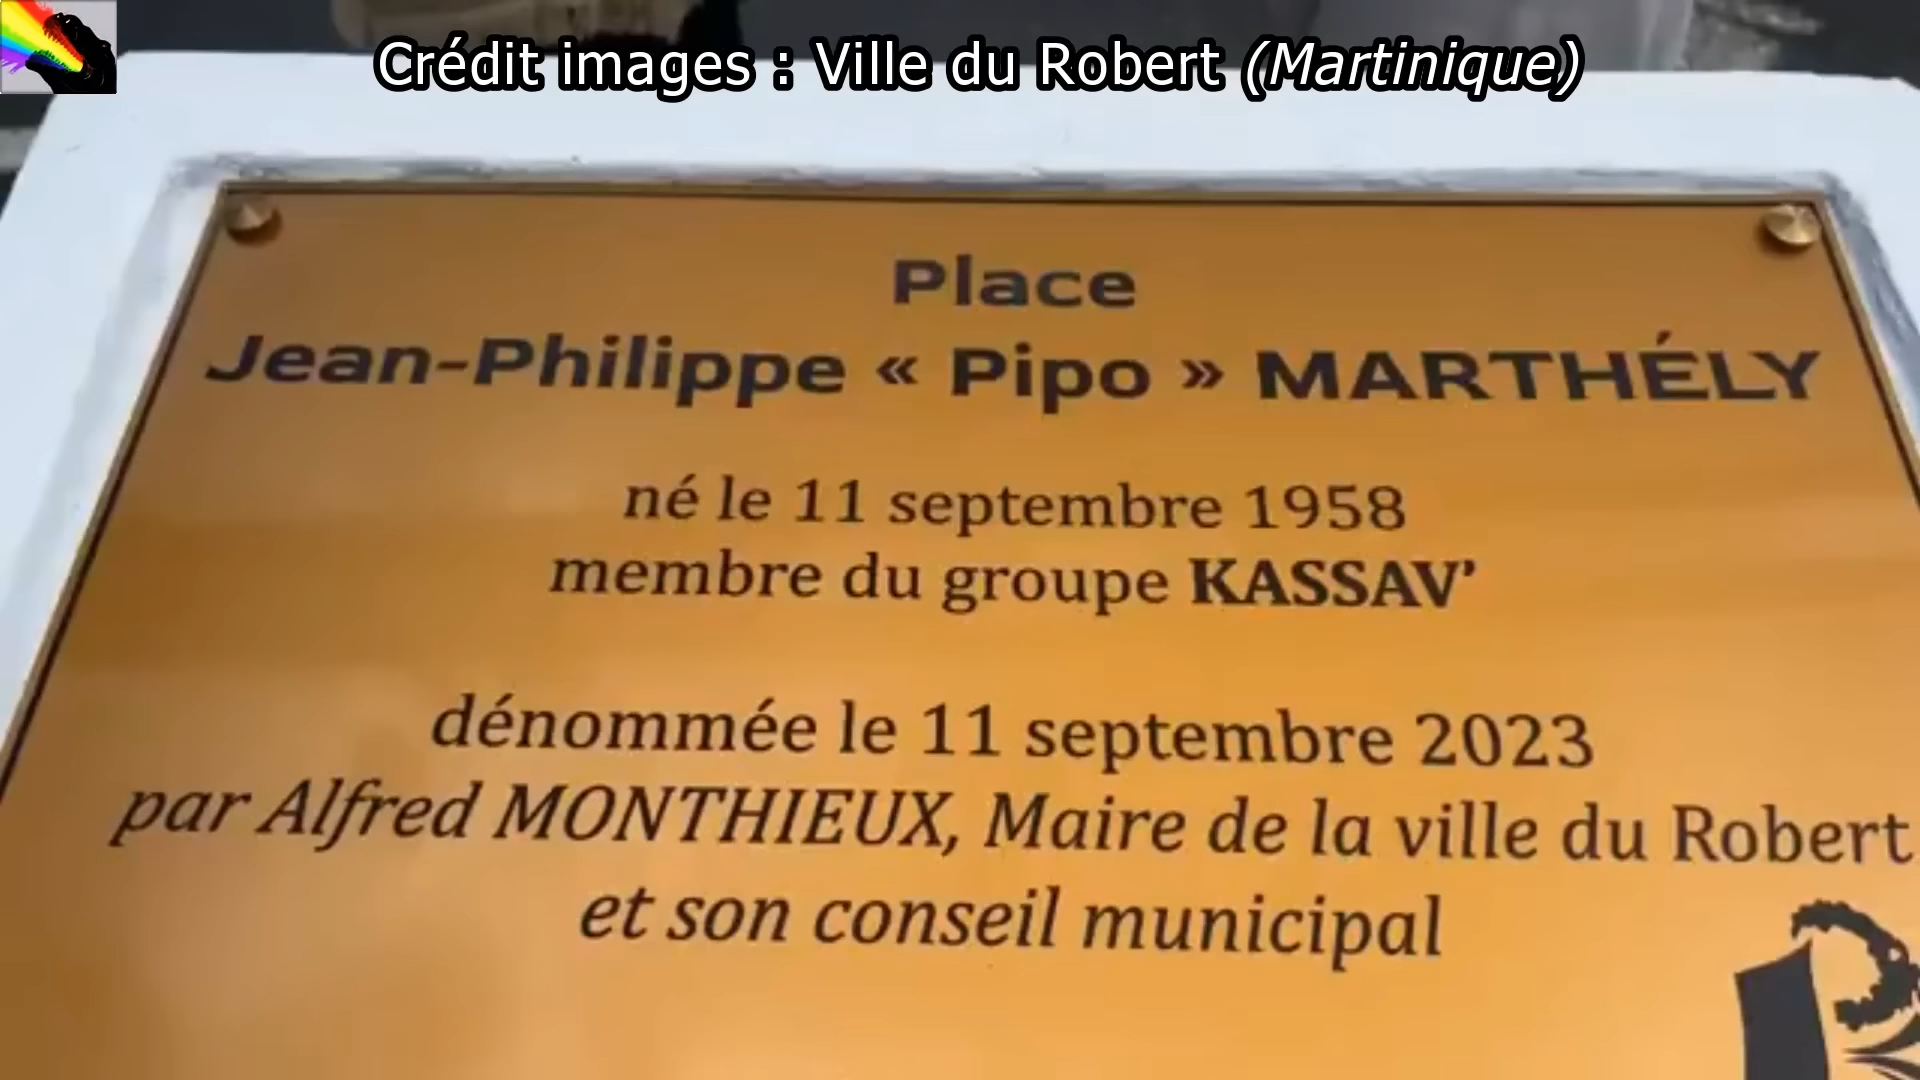 Crédit images : Ville du Robert (Martinique)
Place
Jean-Philippe « Pipo » MARTHÉLY
né le 11 septembre 1958
membre du groupe KASSAV’
dénommée le 11 septembre 2023
par Alfred MONTHIEUX, Maire de la ville du Robert
et son conseil municipal